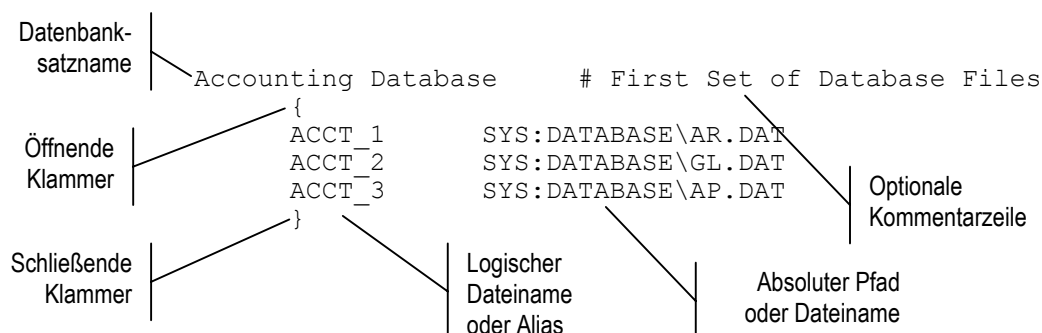 Datenbank-
satzname
Accounting Database # First Set of Database Files
{
Öffnende
Klammer
ACCT_1 SYS:DATABASE\AR.DAT
ACCT_2 SYS:DATABASE\GL.DAT
ACCT_3 SYS:DATABASE\AP.DAT
}
Optionale
Kommentarzeile
Schließende
Klammer
Logischer
Dateiname
oder Alias
Absoluter Pfad
oder Dateiname